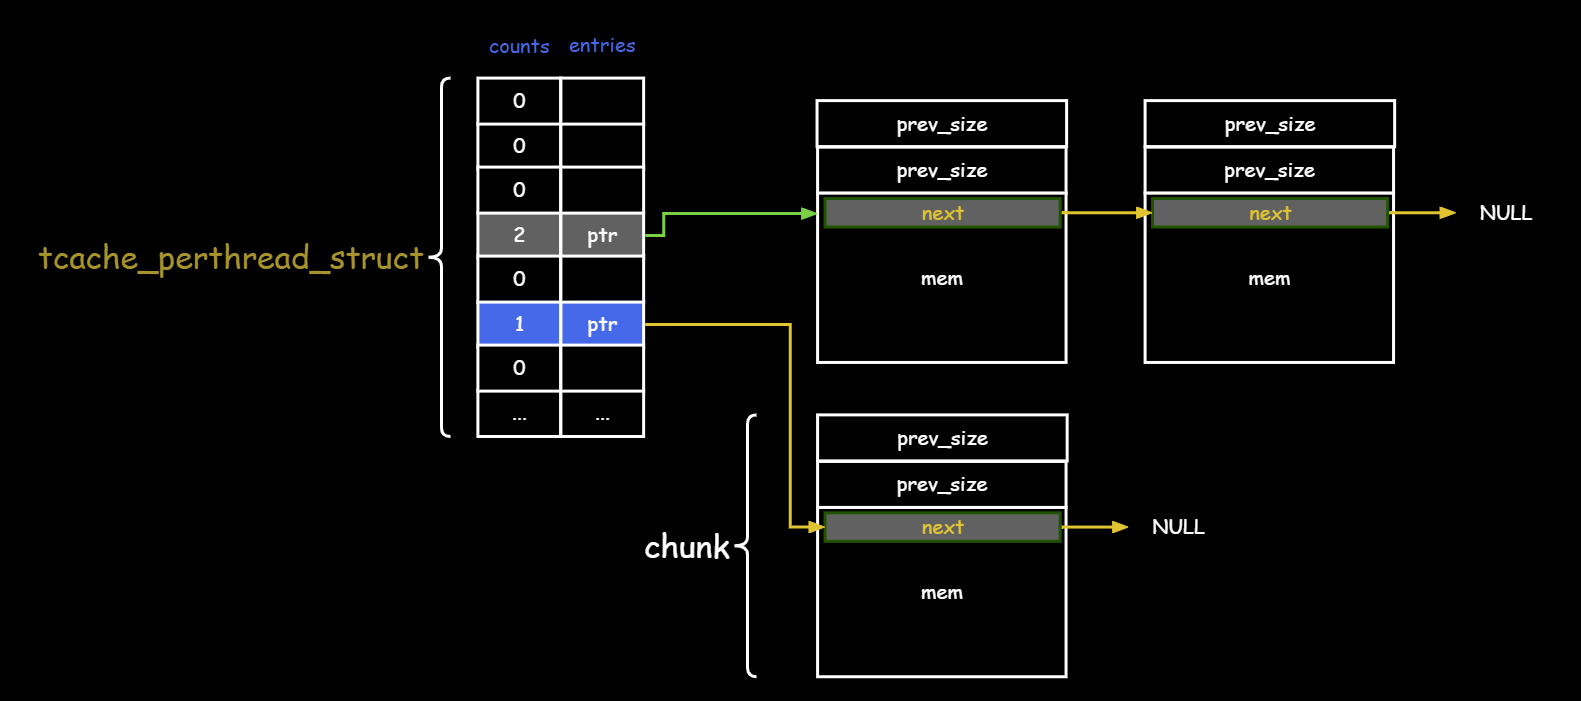 counts entries
0
0
0
2 ptr
0
1 ptr
0
... ...
tcache_perthread_struct
prev_size
prev_size
next
mem
prev_size
prev_size
next
mem
NULL
chunk
prev_size
prev_size
next
mem
NULL